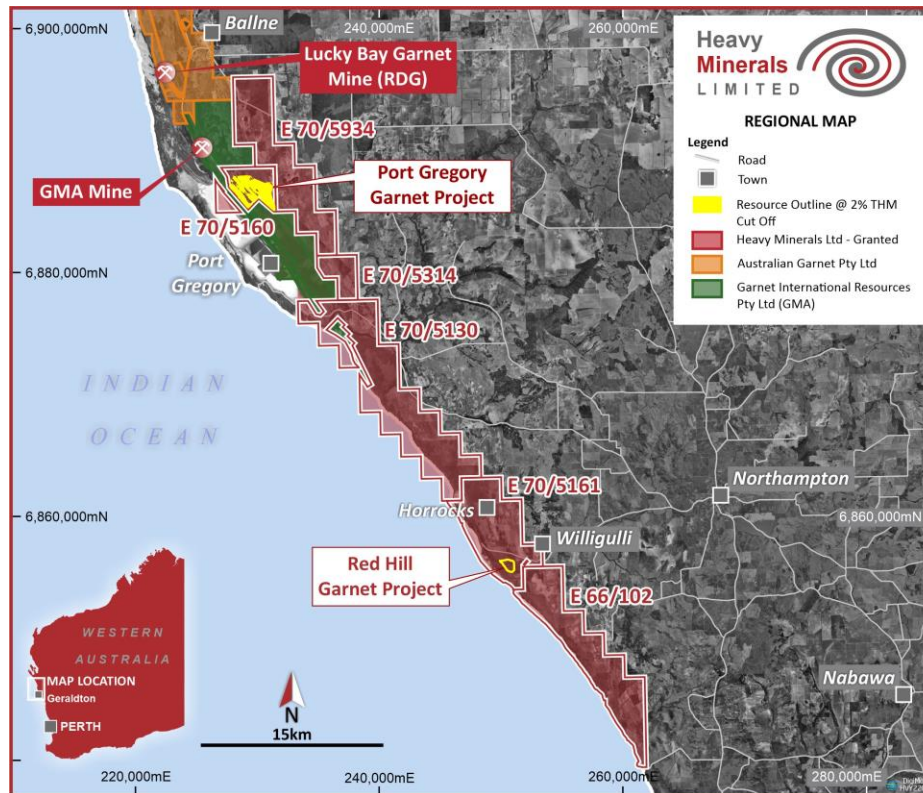 240,000mE
260,000mE
6,900,000mN
Ballne
Lucky Bay Garnet
Mine (RDG)
Heavy
Minerals
LIMITED
REGIONAL MAP
Legend
Road
Town
Resource Outline @ 2% THM
Cut Off
Heavy Minerals Ltd - Granted
Australian Garnet Pty Ltd
Garnet International Resources
Pty Ltd (GMA)
E 70/5934
Port Gregory
Garnet Project
GMA Mine
E 70/5160
Port
Gregory
6,880,000mN
E 70/5314
E 70/5130
INDIAN
OCEAN
E 70/5161
Northampton
Horrocks
6,860,000mN
6,860,000mN
Willigulli
Red Hill
Garnet Project
E 66/102
WESTERN
AUSTRALIA
MAP LOCATION
Geraldton
PERTH
N
15km
Nabawa
220,000mE
240,000mE
260,000mE
280,000mE